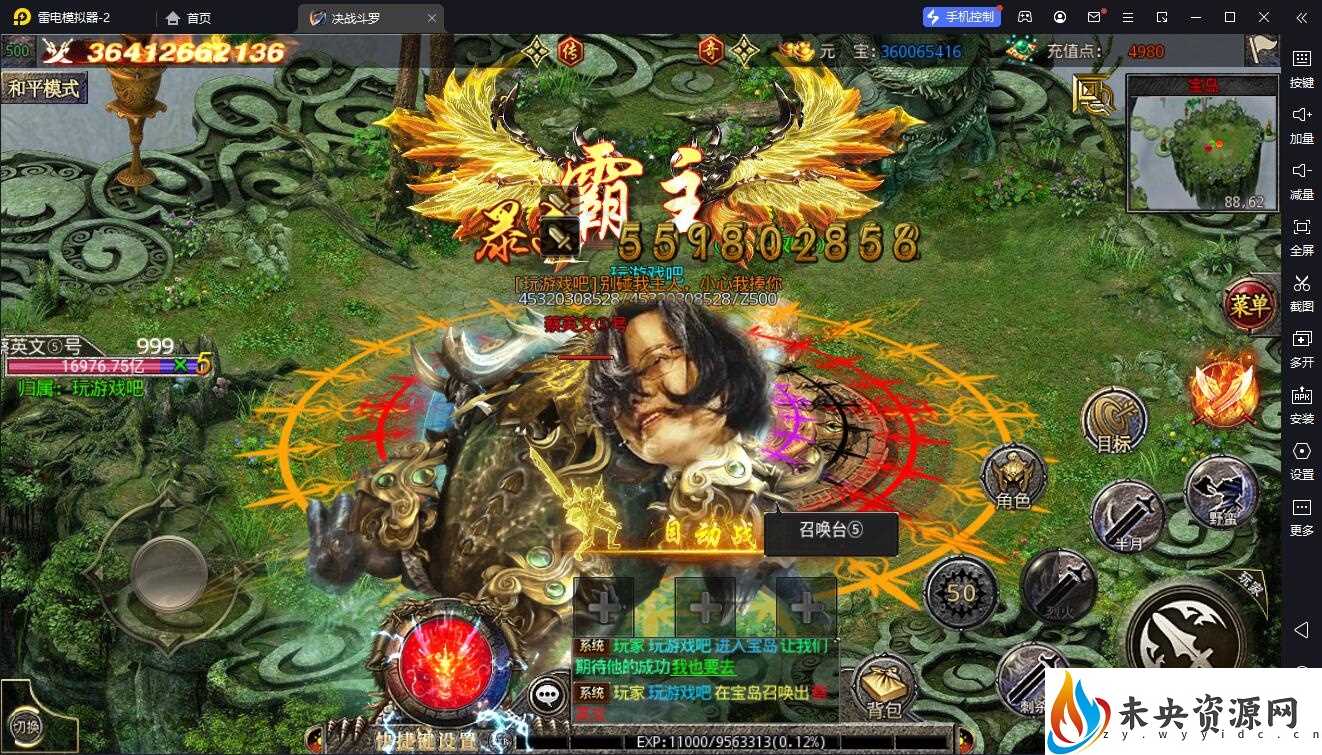 雷电模拟器-2
首页
决战斗罗
手机控制
500
36412662136
传
奇
元 宝:360065416
充值点: 4980
和平模式
宝岛
88,62
按键
加量
减量
全屏
截图
多开
安装
设置
更多
霸主
559802858
玩游戏吧
[玩游戏吧]别碰我主人，小心我揍你
45320308528/45320308528/Z500
蔡英文⑤号
蔡英文⑤号
999
16976.75亿
5
归属: 玩游戏吧
菜单
目标
角色
半月
野蛮
自动战
召唤台⑤
50
烈火
玩家
系统 玩家 玩游戏吧 进入宝岛 让我们
期待他的成功 我也要去
系统 玩家 玩游戏吧 在宝岛召唤出
背包
刺杀
切换
快捷键设置
EXP:11000/9563313(0.12%)
未央资源网
zy.wyyidc.cn